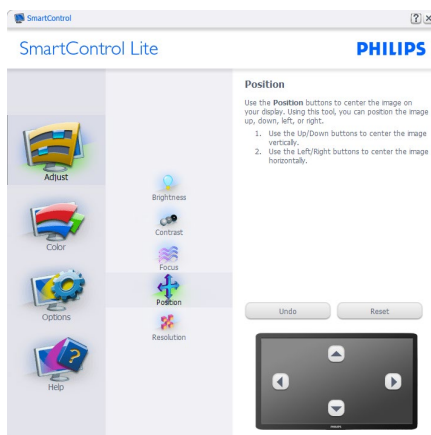 SmartControl
SmartControl Lite
PHILIPS
Adjust
Color
Options
Help
Brightness
Contrast
Focus
Position
Resolution
Position
Use the Position buttons to center the image on
your display. Using this tool, you can position the image
up, down, left, or right.
1. Use the Up/Down buttons to center the image
vertically.
2. Use the Left/Right buttons to center the image
horizontally.
Undo
Reset
PHILIPS